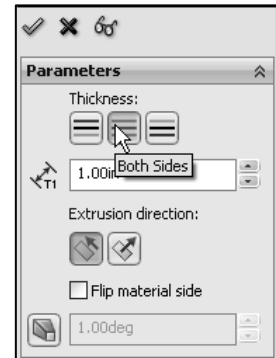 Parameters
Thickness:
Both Sides
T1 1.00in
Extrusion direction:
Flip material side
1.00deg